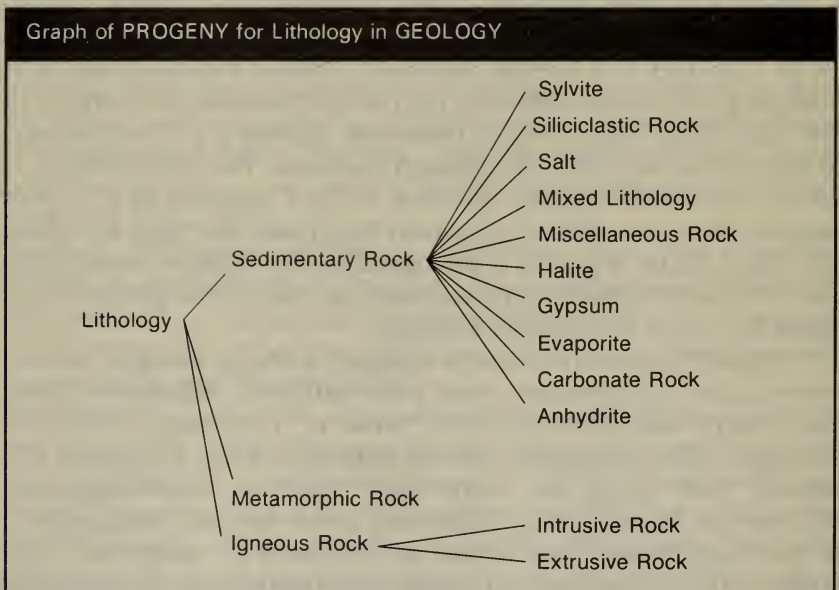 Graph of PROGENY for Lithology in GEOLOGY
Sylvite
Siliciclastic Rock
Salt
Mixed Lithology
Miscellaneous Rock
Sedimentary Rock
Halite
Gypsum
Lithology
Evaporite
Carbonate Rock
Anhydrite
Metamorphic Rock
Intrusive Rock
Igneous Rock
Extrusive Rock